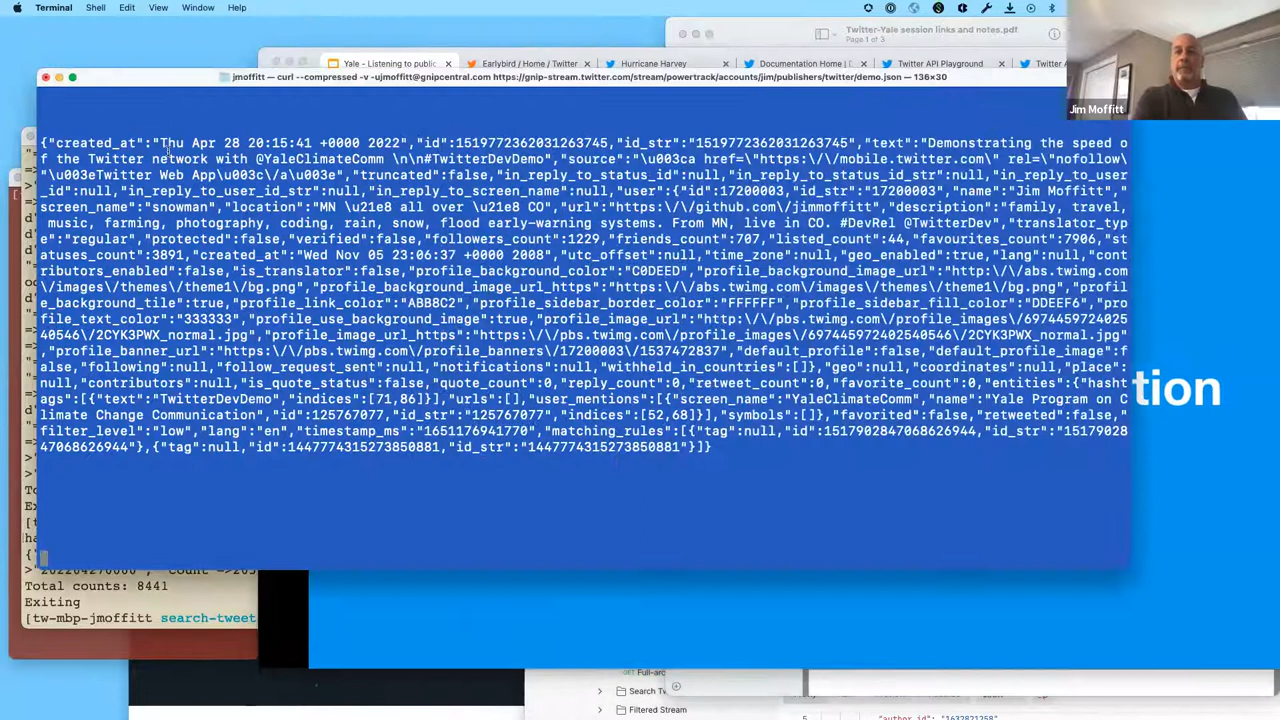 Terminal Shell Edit View Window Help
Twitter-Yale session links and notes.pdf
Page 1 of 3
Yale - Listening to public Earlybird / Home / Twitter Hurricane Harvey Documentation Home | Twitter API Playground Twitter A
jmoffitt — curl --compressed -v -ujmoffitt@gnipcentral.com https://gnip-stream.twitter.com/stream/powertrack/accounts/jim/publishers/twitter/demo.json — 136×30
Jim Moffitt
{"created_at":"Thu Apr 28 20:15:41 +0000 2022","id":1519772362031263745,"id_str":"1519772362031263745","text":"Demonstrating the speed o
f the Twitter network with @YaleClimateComm \n\n#TwitterDevDemo","source":"\u003ca href=\"https:\/\/mobile.twitter.com\" rel=\"nofollow
\"\u003eTwitter Web App\u003c\/a\u003e","truncated":false,"in_reply_to_status_id":null,"in_reply_to_status_id_str":null,"in_reply_to_user
_id":null,"in_reply_to_user_id_str":null,"in_reply_to_screen_name":null,"user":{"id":17200003,"id_str":"17200003","name":"Jim Moffitt","
screen_name":"snowman","location":"MN \u21e8 all over \u21e8 CO","url":"https:\/\/github.com\/jimmoffitt","description":"family, travel,
music, farming, photography, coding, rain, snow, flood early-warning systems. From MN, live in CO. #DevRel @TwitterDev","translator_typ
e":"regular","protected":false,"verified":false,"followers_count":1229,"friends_count":707,"listed_count":44,"favourites_count":7906,"st
atuses_count":3891,"created_at":"Wed Nov 05 23:06:37 +0000 2008","utc_offset":null,"time_zone":null,"geo_enabled":true,"lang":null,"cont
ributors_enabled":false,"is_translator":false,"profile_background_color":"C0DEED","profile_background_image_url":"http:\/\/abs.twimg.com
\/images\/themes\/theme1\/bg.png","profile_background_image_url_https":"https:\/\/abs.twimg.com\/images\/themes\/theme1\/bg.png","profil
e_background_tile":true,"profile_link_color":"ABB8C2","profile_sidebar_border_color":"FFFFFF","profile_sidebar_fill_color":"DDEEF6","pro
file_text_color":"333333","profile_use_background_image":true,"profile_image_url":"http:\/\/pbs.twimg.com\/profile_images\/6974459724025
40546\/2CYK3PWX_normal.jpg","profile_image_url_https":"https:\/\/pbs.twimg.com\/profile_images\/697445972402540546\/2CYK3PWX_normal.jpg"
,"profile_banner_url":"https:\/\/pbs.twimg.com\/profile_banners\/17200003\/1537472837","default_profile":false,"default_profile_image":f
alse,"following":null,"follow_request_sent":null,"notifications":null,"withheld_in_countries":[]},"geo":null,"coordinates":null,"place":
null,"contributors":null,"is_quote_status":false,"quote_count":0,"reply_count":0,"retweet_count":0,"favorite_count":0,"entities":{"hasht
ags":[{"text":"TwitterDevDemo","indices":[71,86]}],"urls":[],"user_mentions":[{"screen_name":"YaleClimateComm","name":"Yale Program on C
limate Change Communication","id":125767077,"id_str":"125767077","indices":[52,68]}],"symbols":[]},"favorited":false,"retweeted":false,"
filter_level":"low","lang":"en","timestamp_ms":"1651176941770","matching_rules":[{"tag":null,"id":1517902847068626944,"id_str":"15179028
47068626944"},{"tag":null,"id":1447774315273850881,"id_str":"1447774315273850881"}]}
tion
Total counts: 8441
Exiting
[tw-mbp-jmoffitt search-tweet
Full-arc
Search Tw
Filtered Stream
5 "author_id": "1632821258"